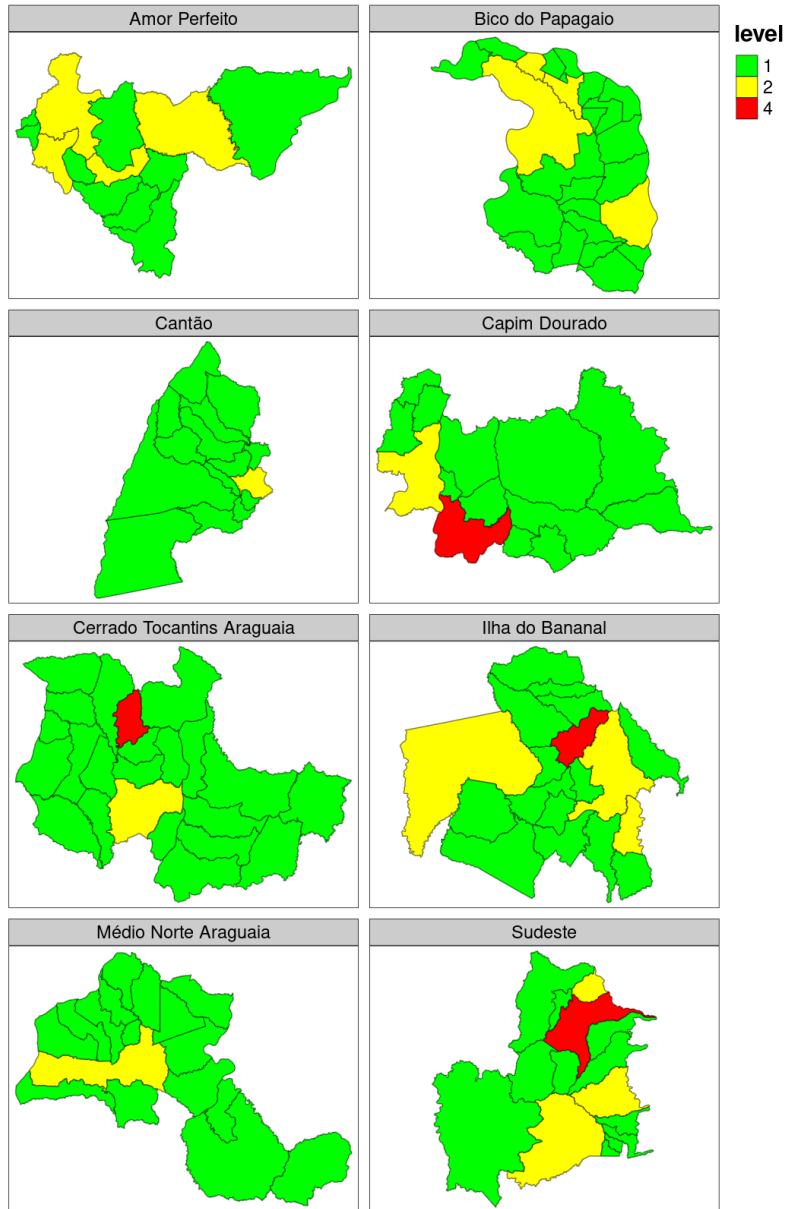 Amor Perfeito
Bico do Papagaio
level
1
2
4
Cantão
Capim Dourado
Cerrado Tocantins Araguaia
Ilha do Bananal
Médio Norte Araguaia
Sudeste